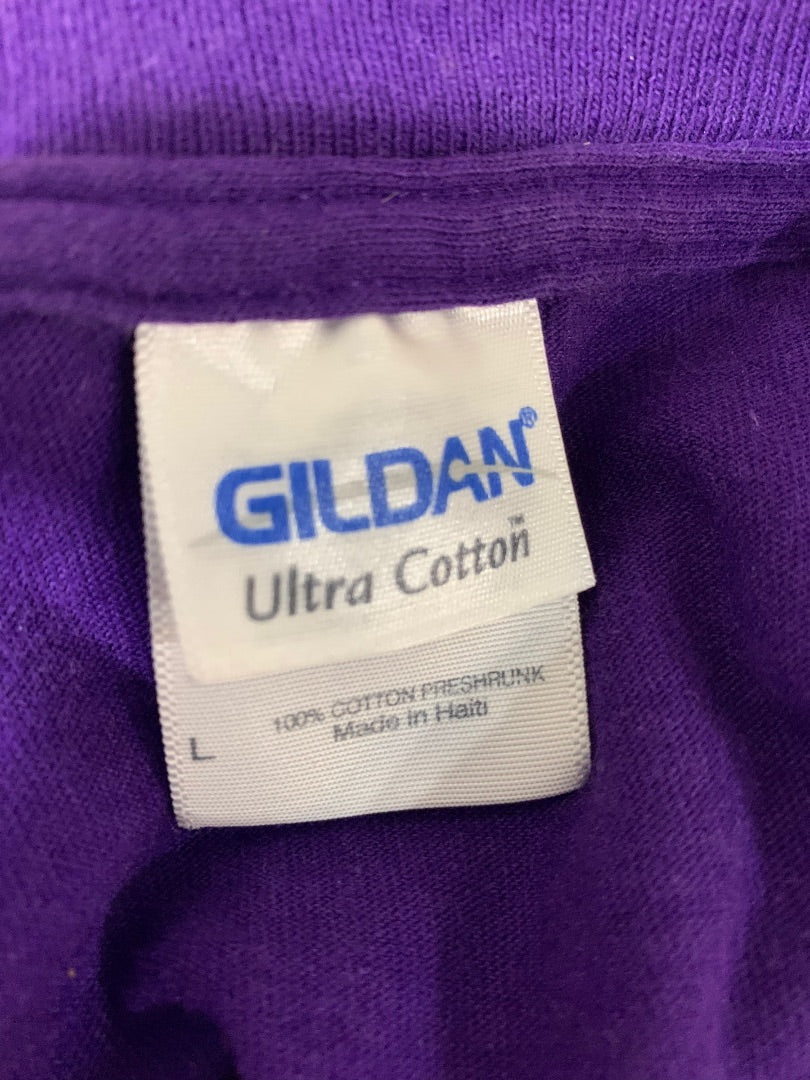 GILDAN®
Ultra Cotton™
100% COTTON PRESHRUNK
Made in Haiti
L